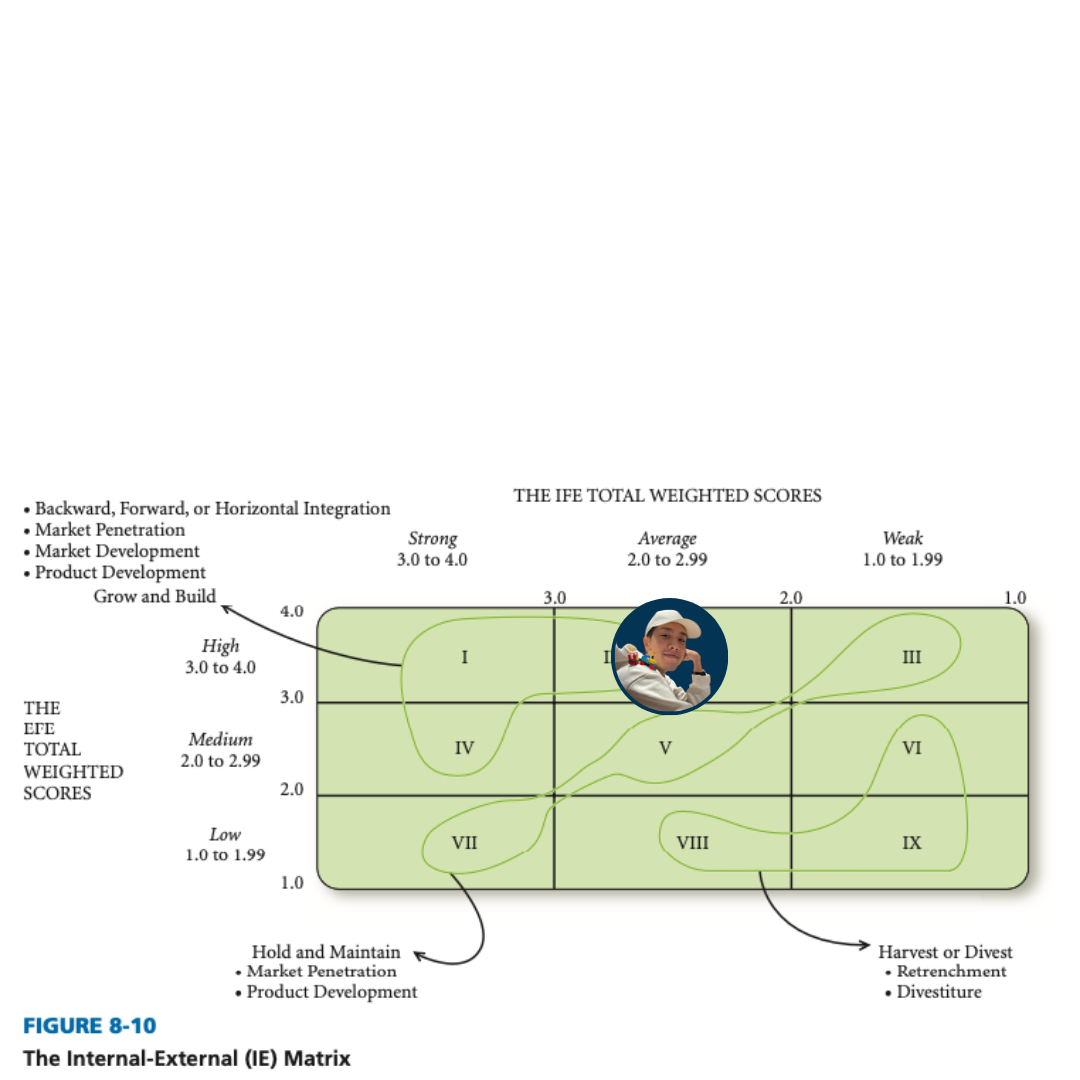 THE IFE TOTAL WEIGHTED SCORES
• Backward, Forward, or Horizontal Integration
• Market Penetration
• Market Development
• Product Development
Grow and Build
Strong
3.0 to 4.0
Average
2.0 to 2.99
Weak
1.0 to 1.99
3.0
2.0
1.0
4.0
High
3.0 to 4.0
I
III
3.0
THE
EFE
TOTAL
WEIGHTED
SCORES
Medium
2.0 to 2.99
IV
V
VI
2.0
Low
1.0 to 1.99
VII
VIII
IX
1.0
Hold and Maintain
• Market Penetration
• Product Development
Harvest or Divest
• Retrenchment
• Divestiture
FIGURE 8-10
The Internal-External (IE) Matrix